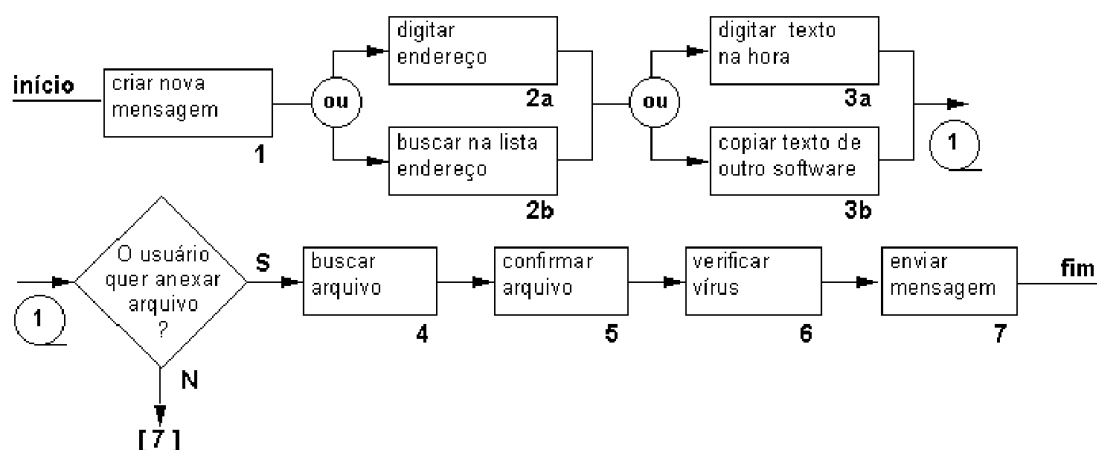 início
criar nova
mensagem
1
ou
digitar
endereço
2a
buscar na lista
endereço
2b
ou
digitar texto
na hora
3a
copiar texto de
outro software
3b
1
1
O usuário
quer anexar
arquivo
?
S
N
[ 7 ]
buscar
arquivo
4
confirmar
arquivo
5
verificar
vírus
6
enviar
mensagem
7
fim